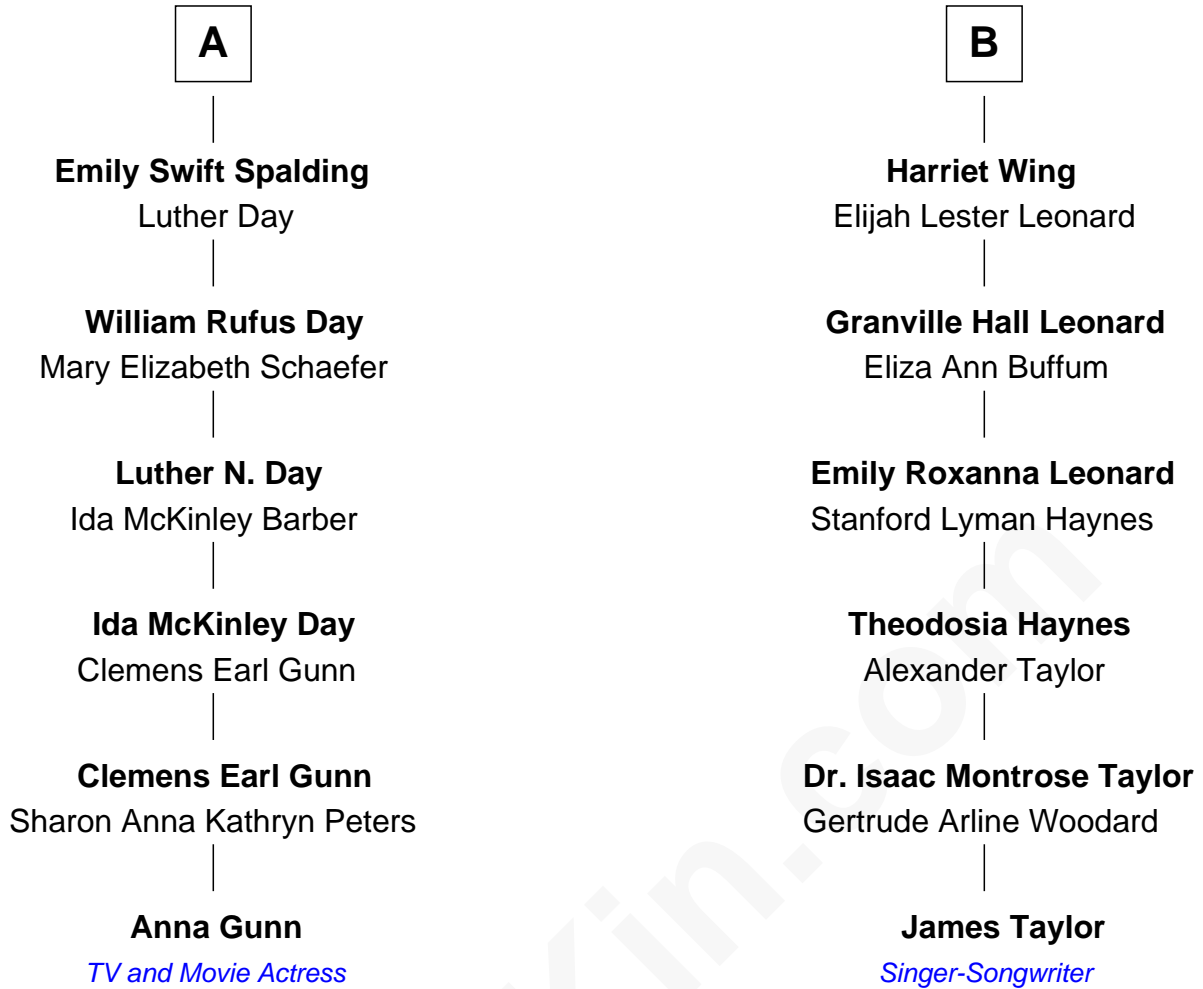 A
Emily Swift Spalding
Luther Day
William Rufus Day
Mary Elizabeth Schaefer
Luther N. Day
Ida McKinley Barber
Ida McKinley Day
Clemens Earl Gunn
Clemens Earl Gunn
Sharon Anna Kathryn Peters
Anna Gunn
TV and Movie Actress
B
Harriet Wing
Elijah Lester Leonard
Granville Hall Leonard
Eliza Ann Buffum
Emily Roxanna Leonard
Stanford Lyman Haynes
Theodosia Haynes
Alexander Taylor
Dr. Isaac Montrose Taylor
Gertrude Arline Woodard
James Taylor
Singer-Songwriter